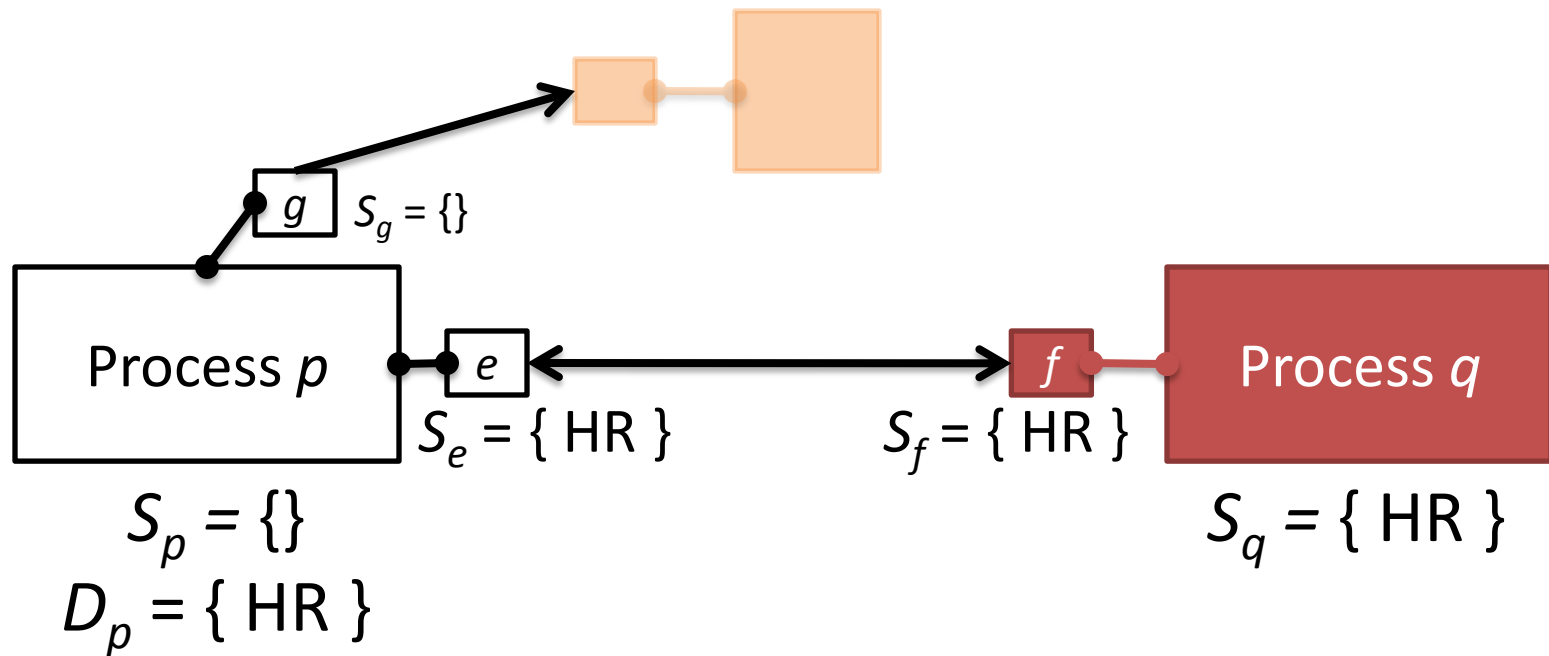 g
S_g = {}
Process p
e
f
Process q
S_e = { HR }
S_f = { HR }
S_p = {}
S_q = { HR }
D_p = { HR }